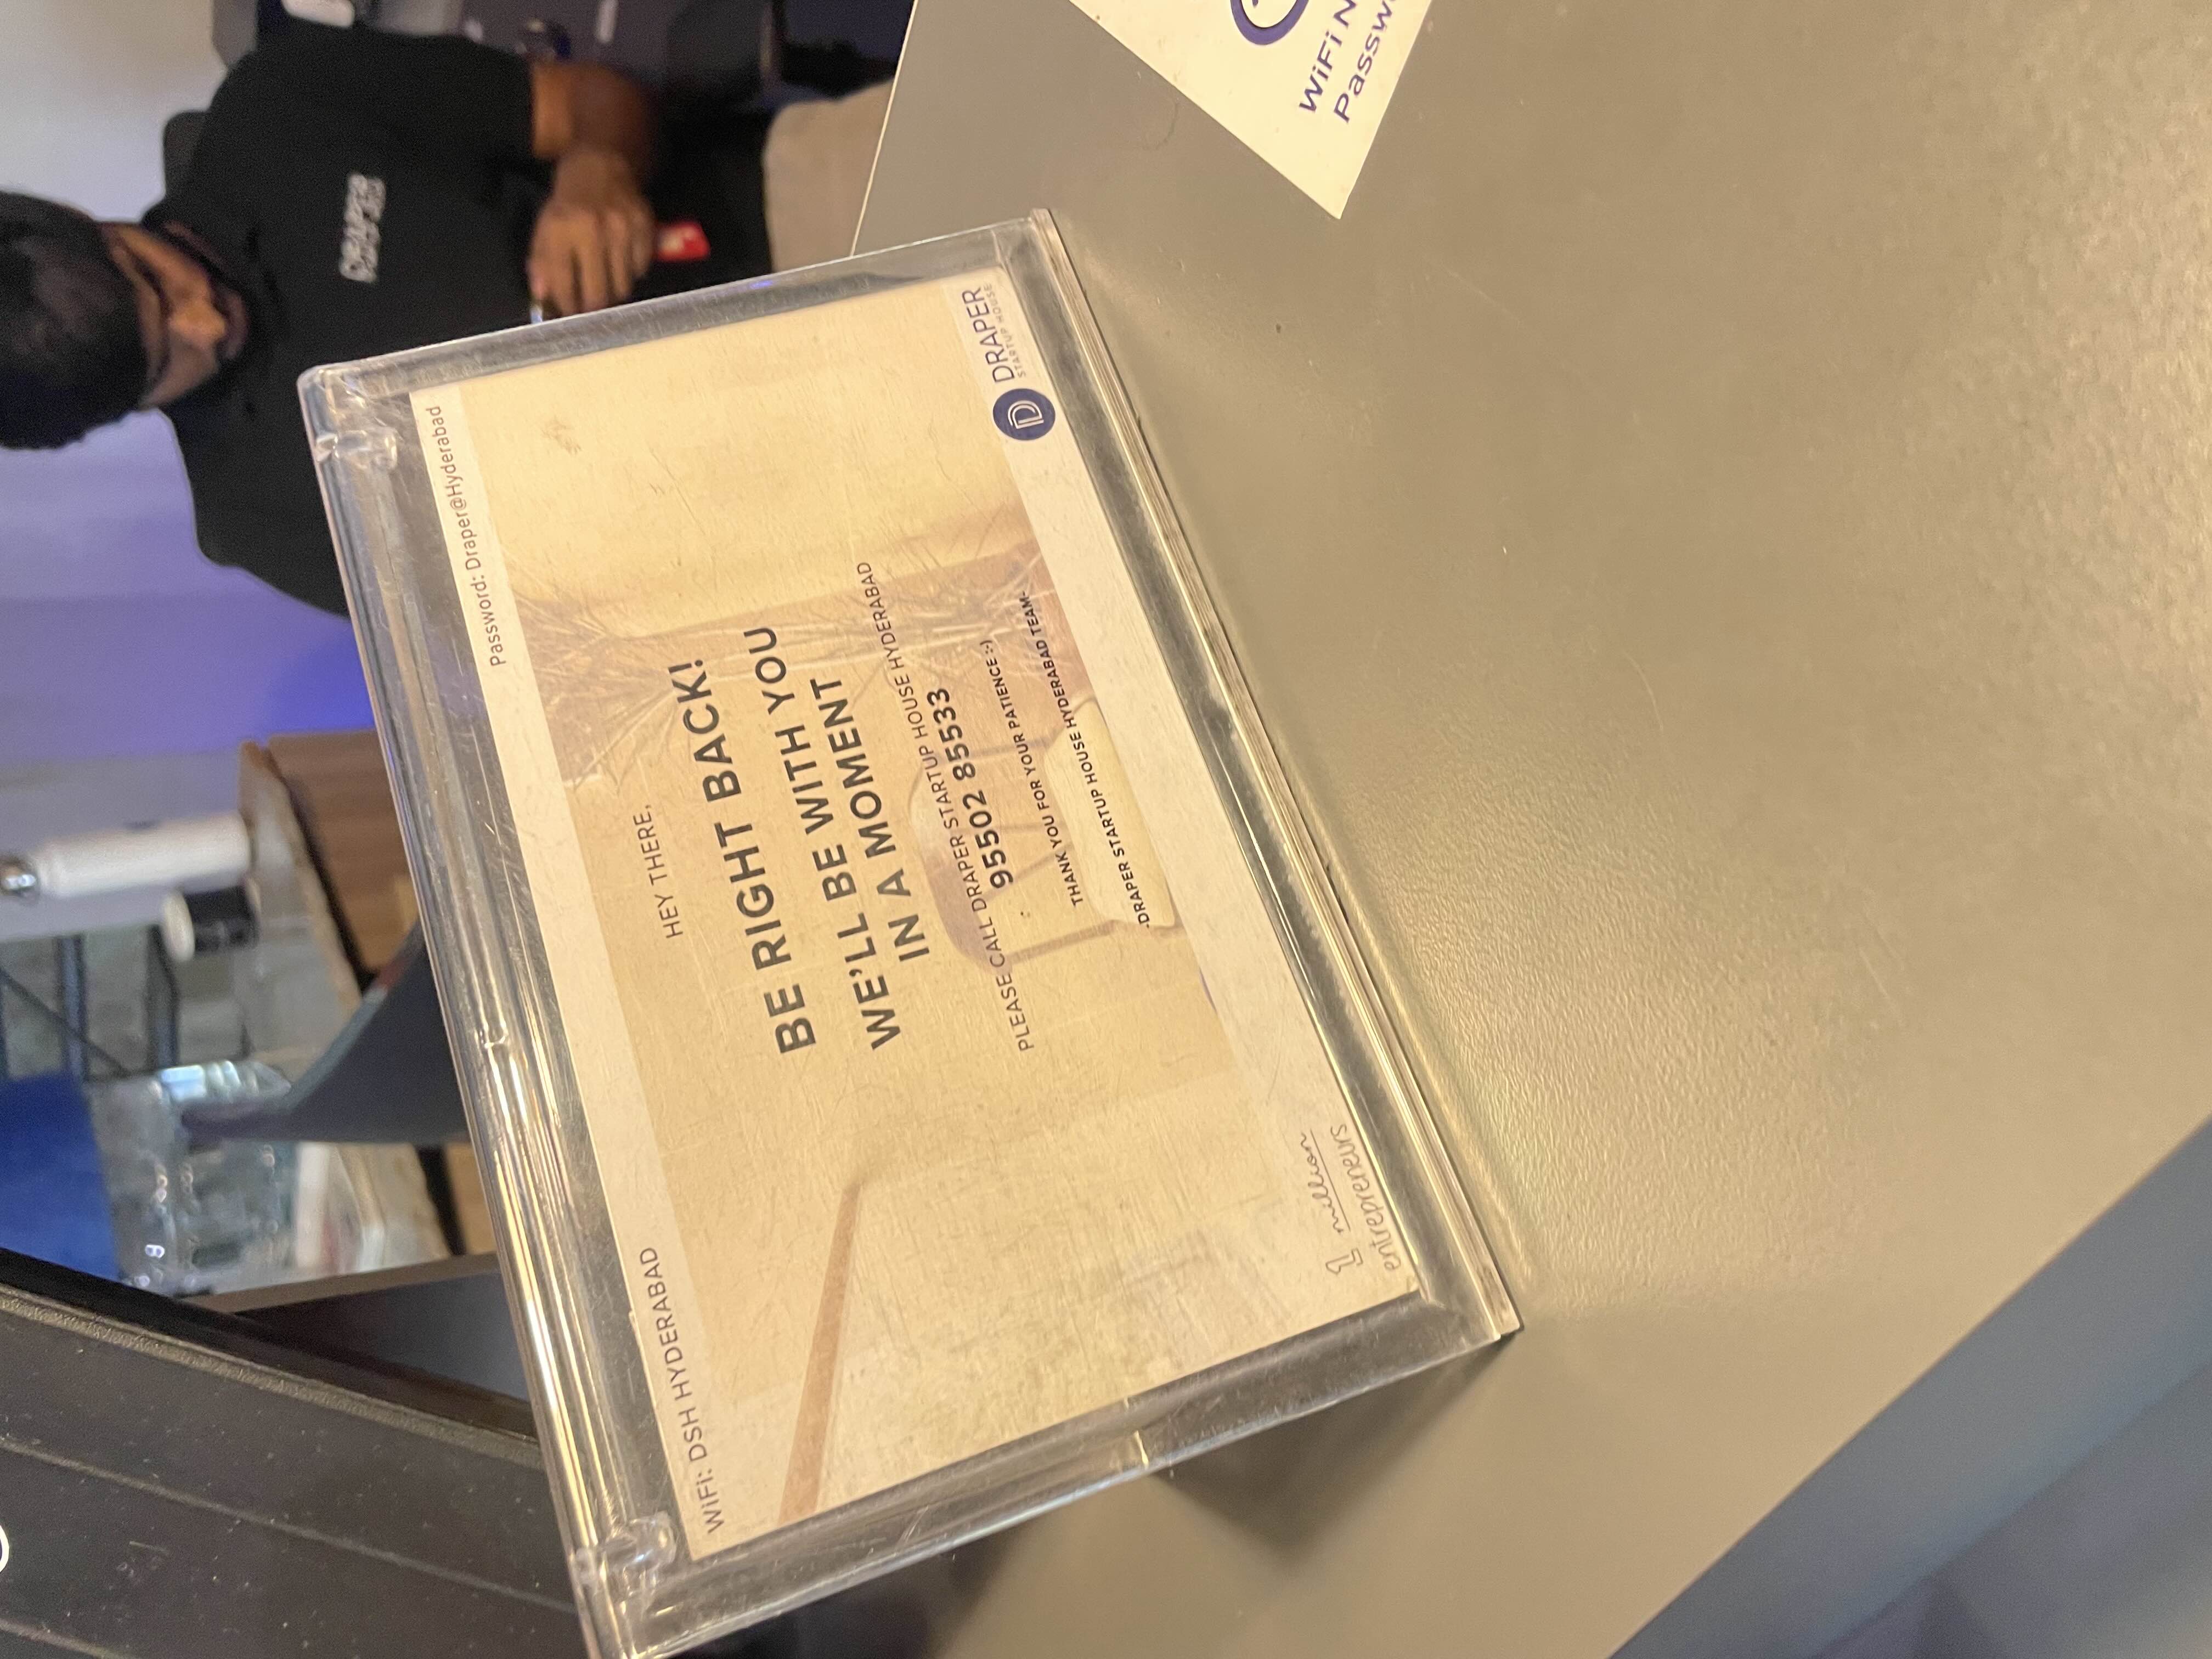 WiFi: DSH HYDERABAD
Password: Draper@Hyderabad
HEY THERE,
BE RIGHT BACK!
WE'LL BE WITH YOU
IN A MOMENT
PLEASE CALL DRAPER STARTUP HOUSE HYDERABAD
95502 85533
THANK YOU FOR YOUR PATIENCE :-)
-DRAPER STARTUP HOUSE HYDERABAD TEAM-
1 million
entrepreneurs
D DRAPER
STARTUP HOUSE
DRAPER
WiFi N
Passw